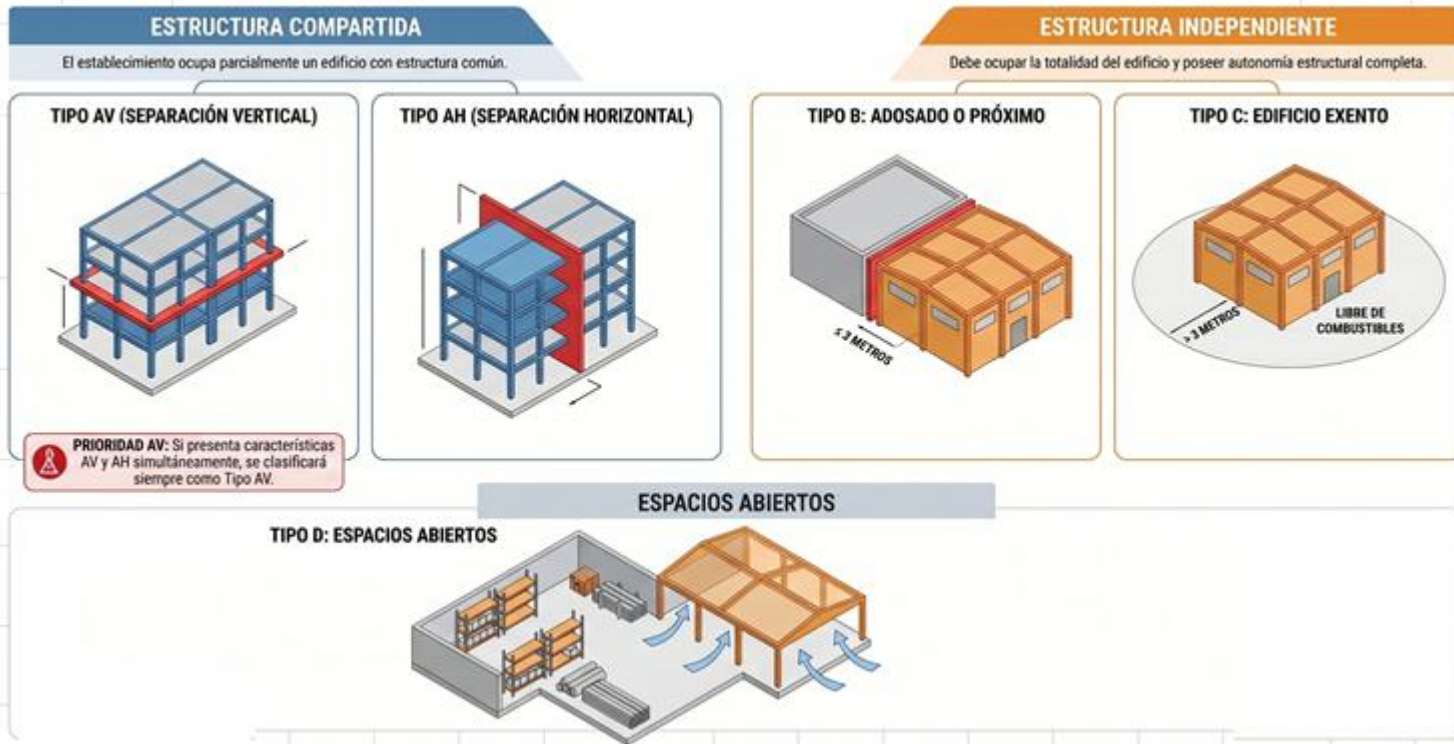 ESTRUCTURA COMPARTIDA
El establecimiento ocupa parcialmente un edificio con estructura común.
TIPO AV (SEPARACIÓN VERTICAL)
PRIORIDAD AV: Si presenta características
AV y AH simultáneamente, se clasificará
siempre como Tipo AV.
TIPO AH (SEPARACIÓN HORIZONTAL)
ESTRUCTURA INDEPENDIENTE
Debe ocupar la totalidad del edificio y poseer autonomía estructural completa.
TIPO B: ADOSADO O PRÓXIMO
≤ 3 METROS
TIPO C: EDIFICIO EXENTO
> 3 METROS
LIBRE DE
COMBUSTIBLES
ESPACIOS ABIERTOS
TIPO D: ESPACIOS ABIERTOS